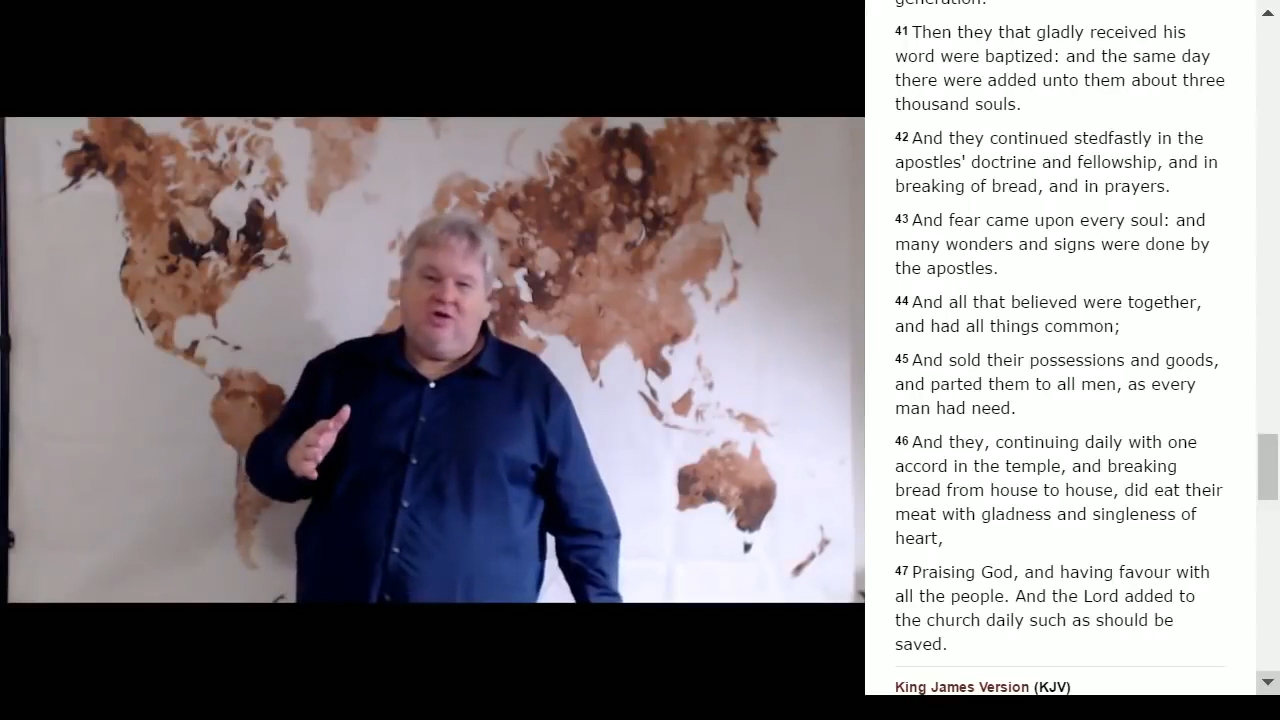 41 Then they that gladly received his
word were baptized: and the same day
there were added unto them about three
thousand souls.
42 And they continued stedfastly in the
apostles' doctrine and fellowship, and in
breaking of bread, and in prayers.
43 And fear came upon every soul: and
many wonders and signs were done by
the apostles.
44 And all that believed were together,
and had all things common;
45 And sold their possessions and goods,
and parted them to all men, as every
man had need.
46 And they, continuing daily with one
accord in the temple, and breaking
bread from house to house, did eat their
meat with gladness and singleness of
heart,
47 Praising God, and having favour with
all the people. And the Lord added to
the church daily such as should be
saved.
King James Version (KJV)